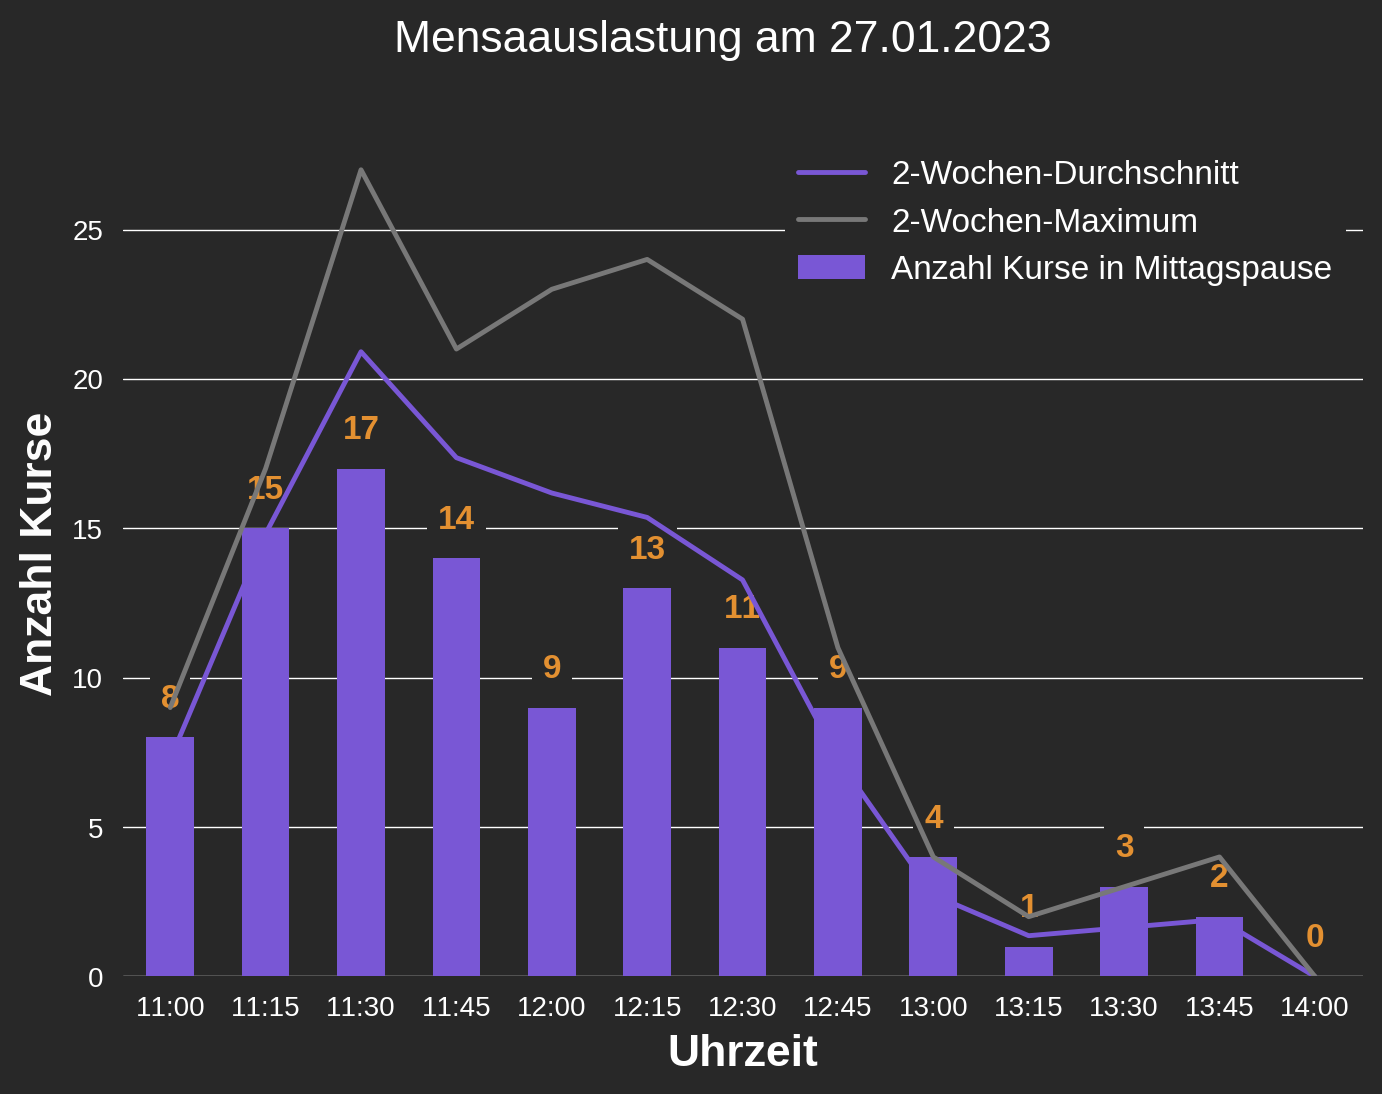 Mensaauslastung am 27.01.2023
2-Wochen-Durchschnitt
2-Wochen-Maximum
Anzahl Kurse in Mittagspause
Anzahl Kurse
25
20
15
10
5
0
8
15
17
14
9
13
11
9
4
1
3
2
0
11:00 11:15 11:30 11:45 12:00 12:15 12:30 12:45 13:00 13:15 13:30 13:45 14:00
Uhrzeit